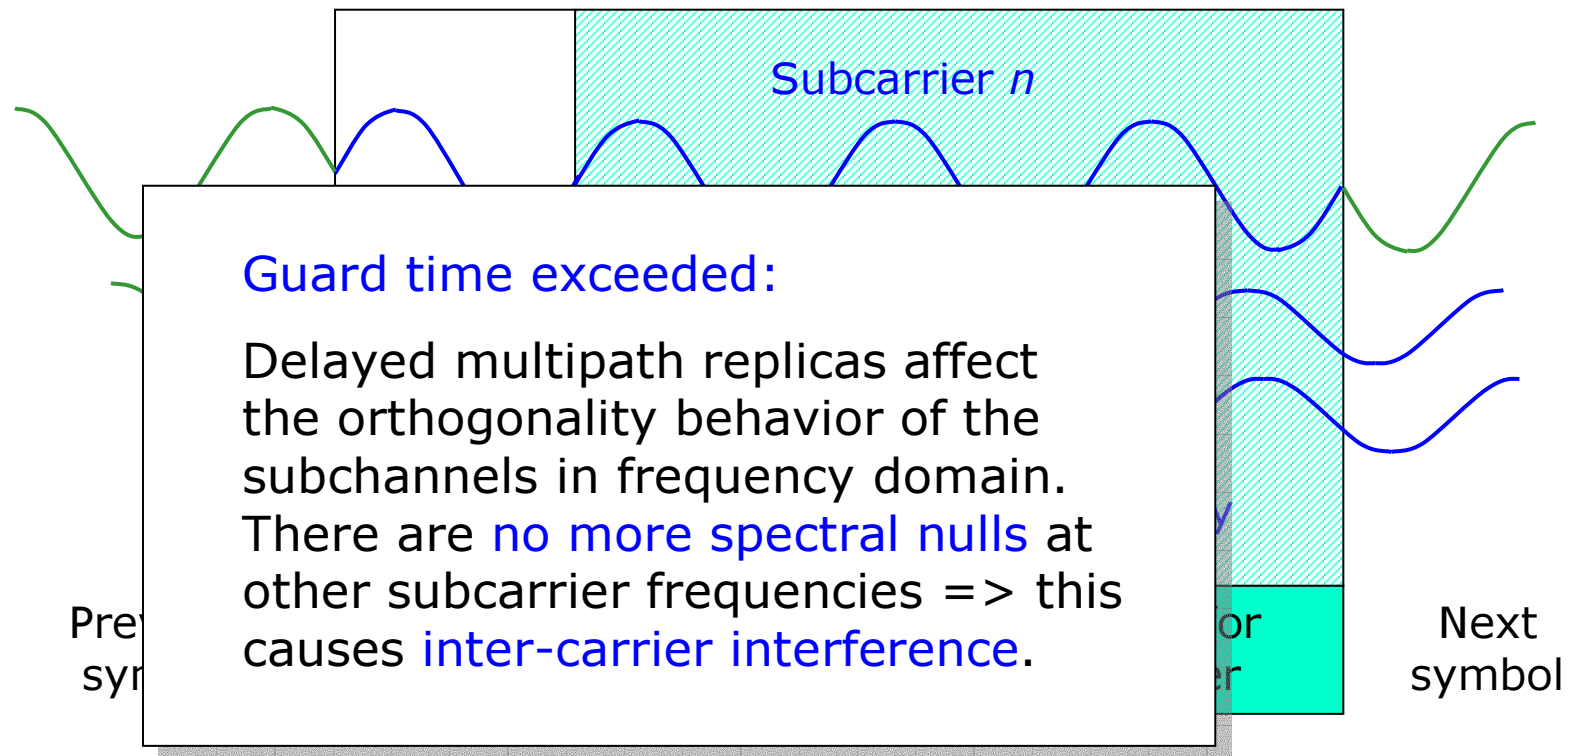 Subcarrier n
Guard time exceeded:
Delayed multipath replicas affect
the orthogonality behavior of the
subchannels in frequency domain.
There are no more spectral nulls at
other subcarrier frequencies => this
causes inter-carrier interference.
Next
symbol